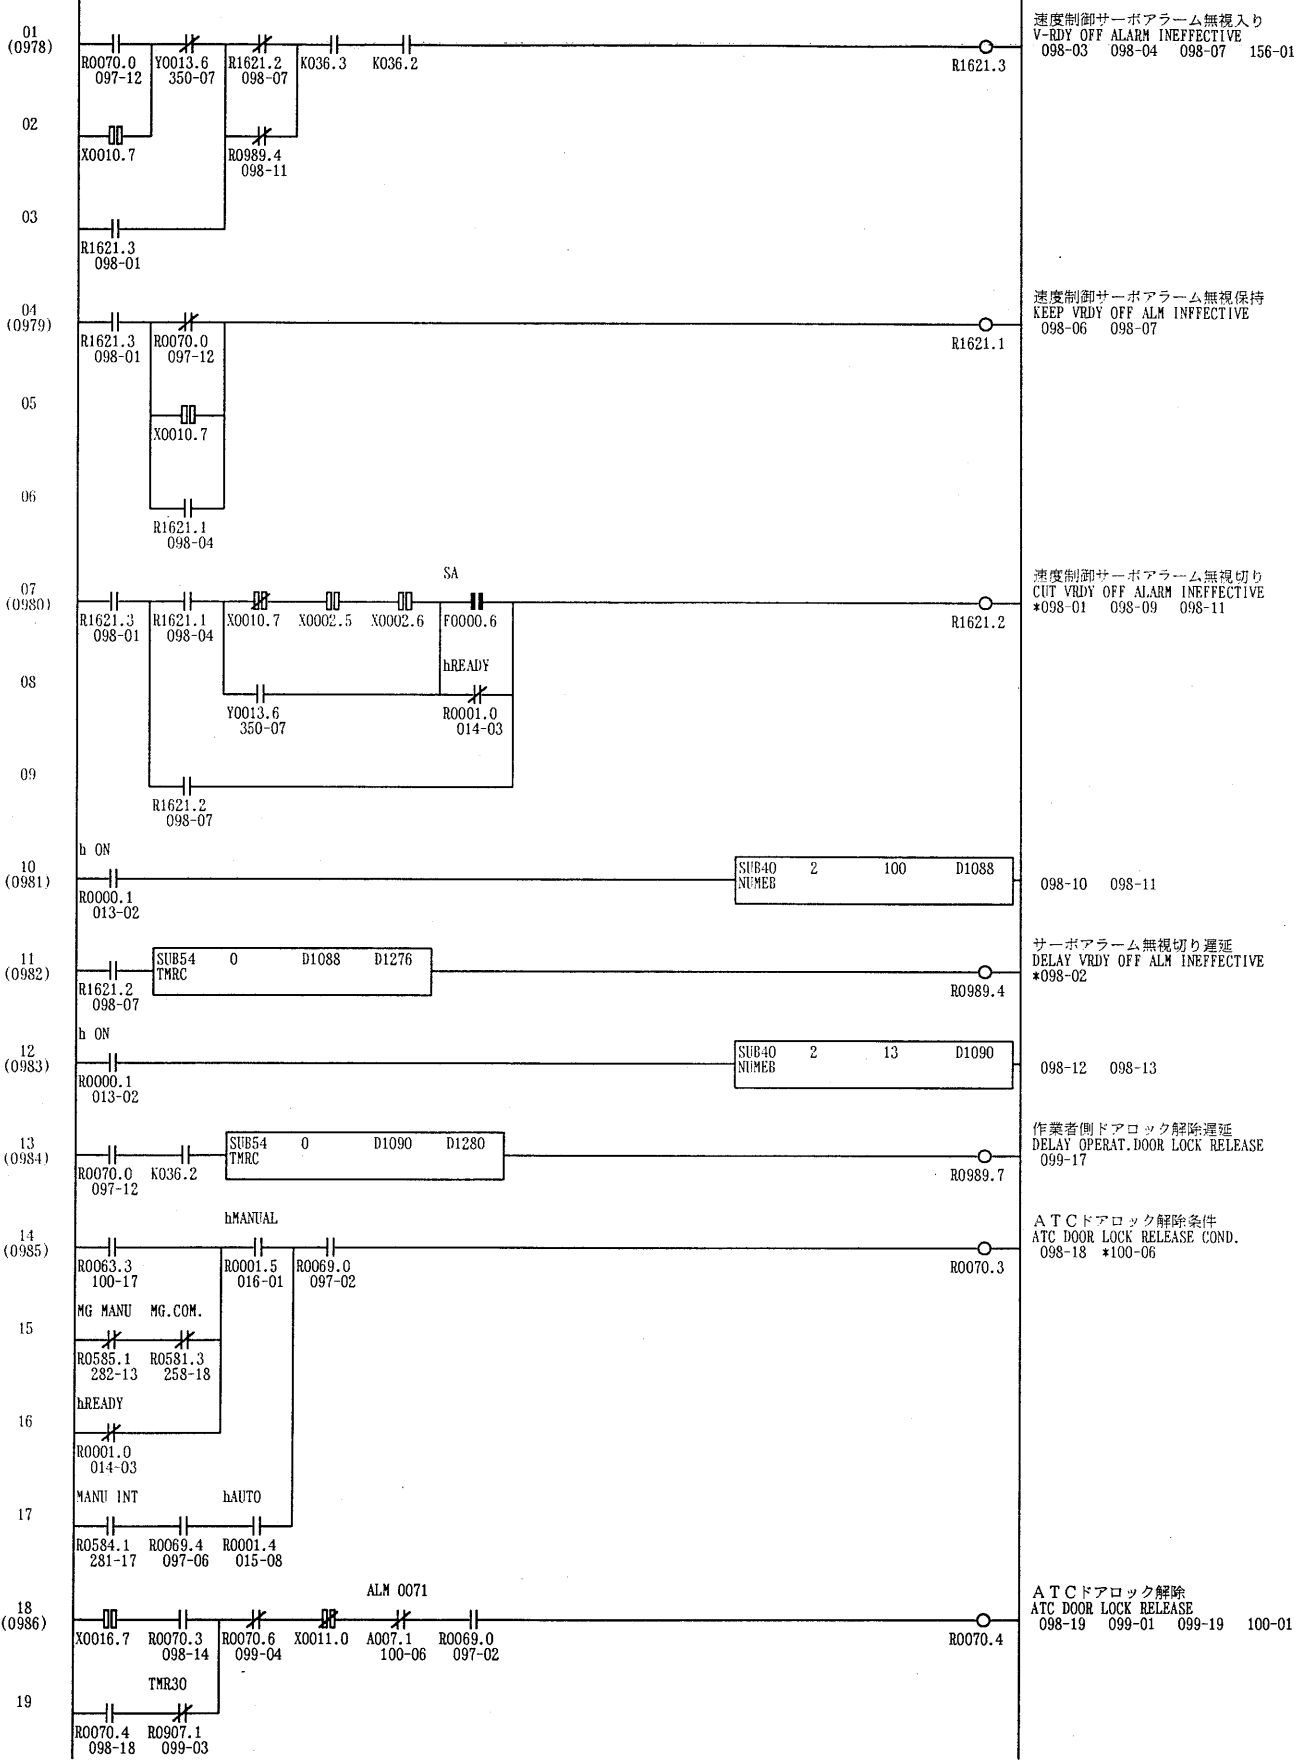 速度制御サーボアラーム無視入り
01
(0978)
V-RDY OFF ALARM INEFFECTIVE
098-03 098-04 098-07 156-01
R0070.0 Y0013.6 R1621.2 K036.3 K036.2 R1621.3
097-12 350-07 098-07
02
X0010.7 R0989.4
098-11
03
R1621.3
098-01
速度制御サーボアラーム無視保持
04
(0979)
KEEP VRDY OFF ALM INFFECTIVE
098-06 098-07
R1621.3 R0070.0 R1621.1
098-01 097-12
05
X0010.7
06
R1621.1
098-04
SA
速度制御サーボアラーム無視切り
07
(0980)
CUT VRDY OFF ALARM INEFFECTIVE
*098-01 098-09 098-11
R1621.3 R1621.1 X0010.7 X0002.5 X0002.6 F0000.6 R1621.2
098-01 098-04
hREADY
08
Y0013.6 R0001.0
350-07 014-03
09
R1621.2
098-07
h ON
10
(0981)
SUB40 2 100 D1088
NUMEB
098-10 098-11
R0000.1
013-02
サーボアラーム無視切り遅延
11
(0982)
SUB54 0 D1088 D1276
TMRC
DELAY VRDY OFF ALM INEFFECTIVE
*098-02
R1621.2 R0989.4
098-07
h ON
12
(0983)
SUB40 2 13 D1090
NUMEB
098-12 098-13
R0000.1
013-02
作業者側ドアロック解除遅延
13
(0984)
SUB54 0 D1090 D1280
TMRC
DELAY OPERAT.DOOR LOCK RELEASE
099-17
R0070.0 K036.2 R0989.7
097-12
hMANUAL
ATCドアロック解除条件
14
(0985)
ATC DOOR LOCK RELEASE COND.
098-18 *100-06
R0063.3 R0001.5 R0069.0 R0070.3
100-17 016-01 097-02
MG MANU MG.COM.
15
R0585.1 R0581.3
282-13 258-18
hREADY
16
R0001.0
014-03
MANU INT hAUTO
17
R0584.1 R0069.4 R0001.4
281-17 097-06 015-08
ALM 0071
ATCドアロック解除
18
(0986)
ATC DOOR LOCK RELEASE
098-19 099-01 099-19 100-01
X0016.7 R0070.3 R0070.6 X0011.0 A007.1 R0069.0 R0070.4
098-14 099-04 100-06 097-02
TMR30
19
R0070.4 R0907.1
098-18 099-03